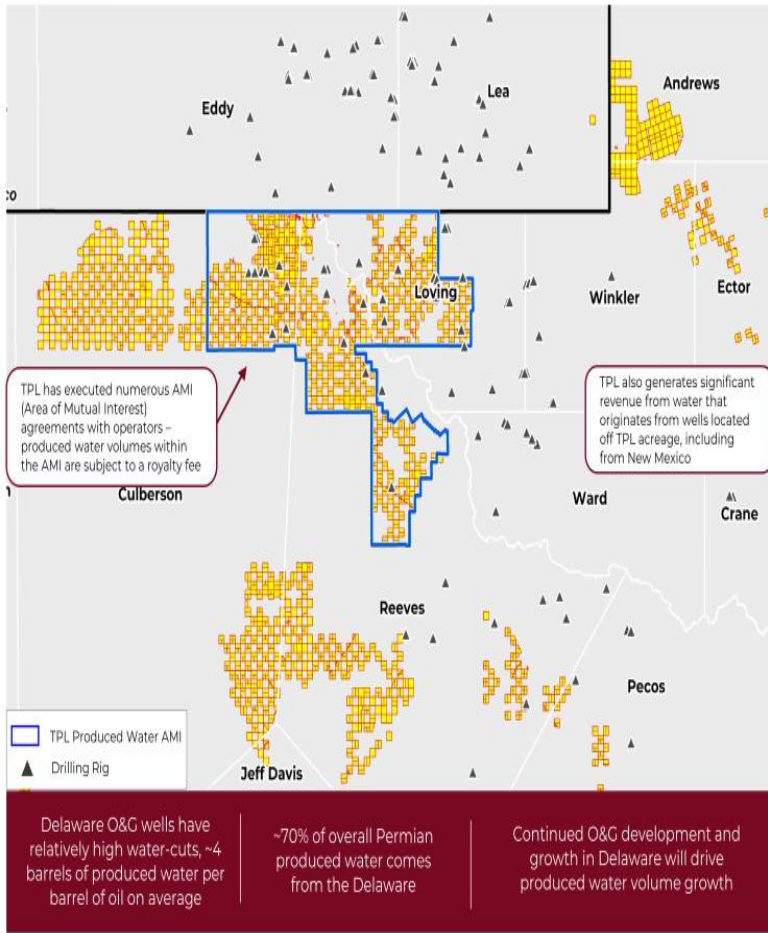 Andrews
Eddy
Lea
co
Loving
Winkler
Ector
TPL has executed numerous AMI
(Area of Mutual Interest)
agreements with operators –
produced water volumes within
the AMI are subject to a royalty fee
TPL also generates significant
revenue from water that
originates from wells located
off TPL acreage, including
from New Mexico
Culberson
Ward
Crane
Reeves
Pecos
TPL Produced Water AMI
Drilling Rig
Jeff Davis
Delaware O&G wells have
relatively high water-cuts, ~4
barrels of produced water per
barrel of oil on average
~70% of overall Permian
produced water comes
from the Delaware
Continued O&G development and
growth in Delaware will drive
produced water volume growth